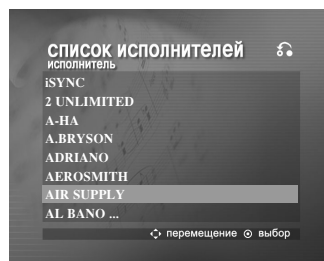 список исполнителей
исполнитель
iSYNC
2 UNLIMITED
A-HA
A.BRYSON
ADRIANO
AEROSMITH
AIR SUPPLY
AL BANO ...
перемещение выбор